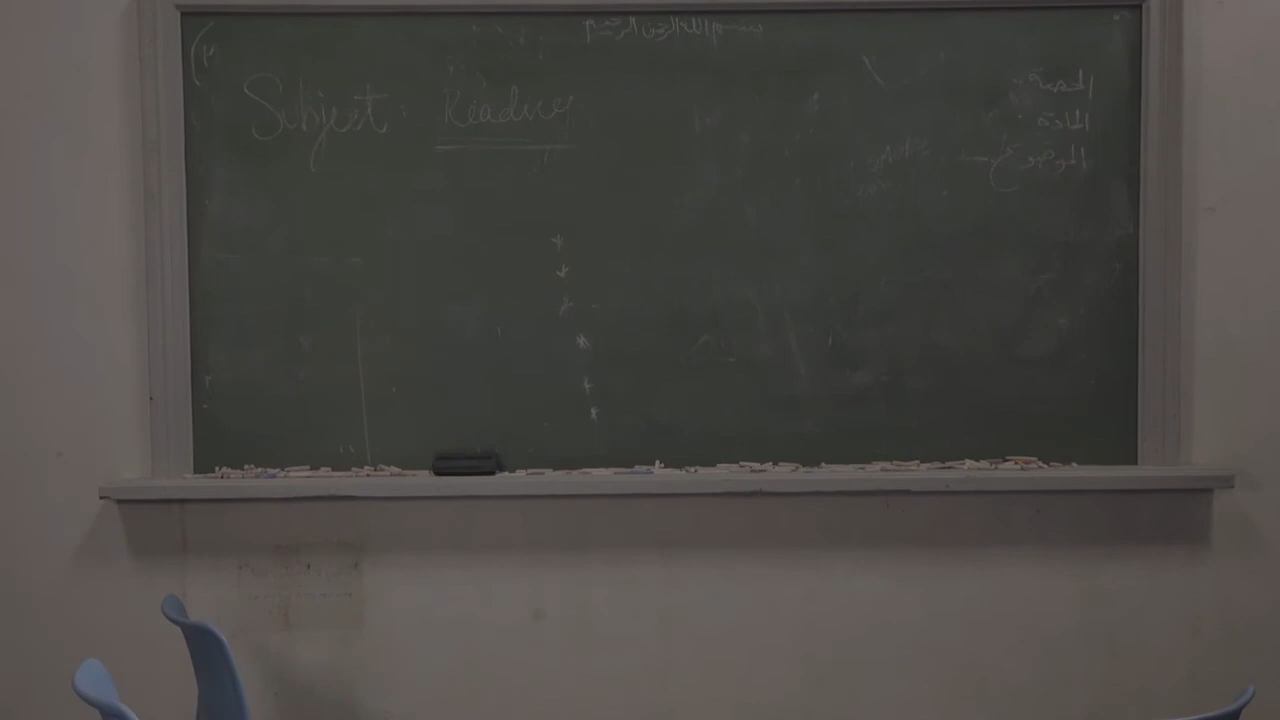 بسم الله الرحمن الرحيم
Subject: Reading
الحصة:
المادة:
الموضوع: